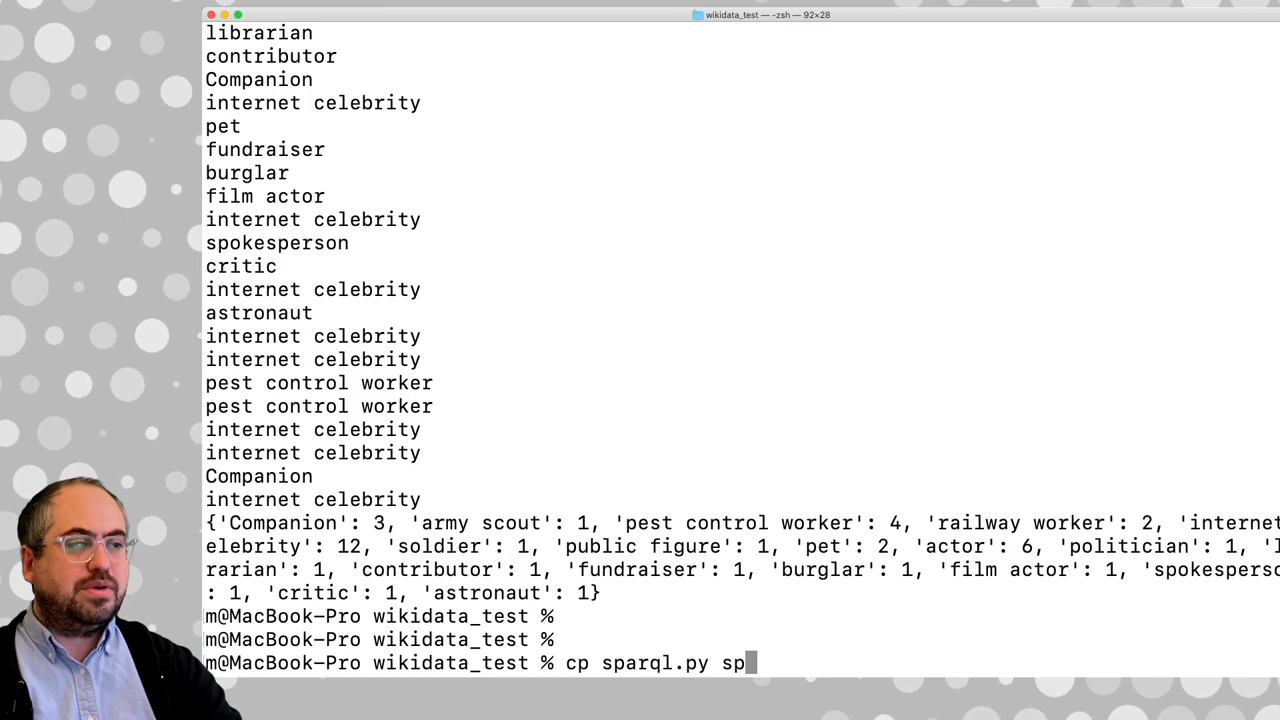 wikidata_test — -zsh — 92×28
librarian
contributor
Companion
internet celebrity
pet
fundraiser
burglar
film actor
internet celebrity
spokesperson
critic
internet celebrity
astronaut
internet celebrity
internet celebrity
pest control worker
pest control worker
internet celebrity
internet celebrity
Companion
internet celebrity
{'Companion': 3, 'army scout': 1, 'pest control worker': 4, 'railway worker': 2, 'internet
elebrity': 12, 'soldier': 1, 'public figure': 1, 'pet': 2, 'actor': 6, 'politician': 1, '
rarian': 1, 'contributor': 1, 'fundraiser': 1, 'burglar': 1, 'film actor': 1, 'spokesperso
: 1, 'critic': 1, 'astronaut': 1}
m@MacBook-Pro wikidata_test %
m@MacBook-Pro wikidata_test %
m@MacBook-Pro wikidata_test % cp sparql.py sp